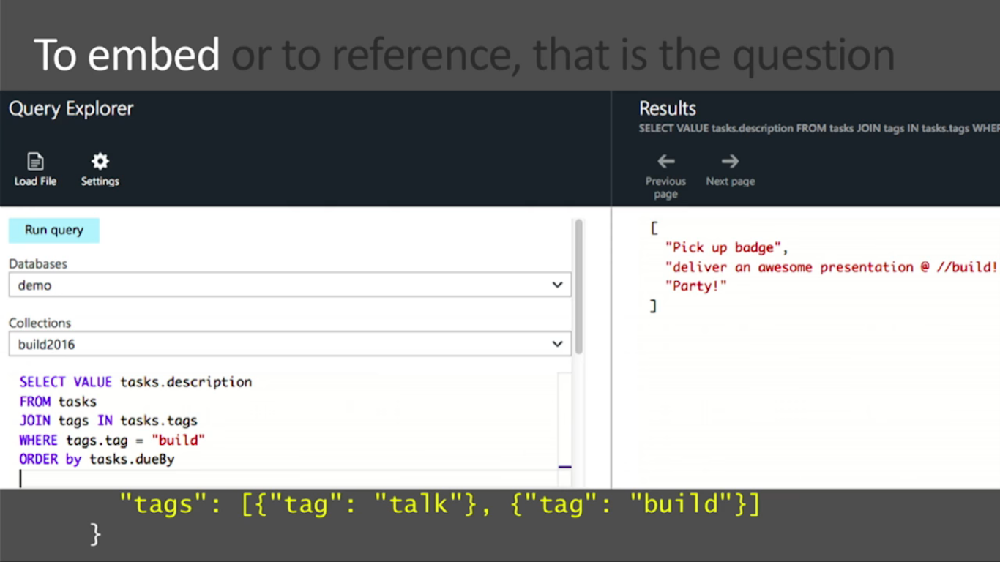 To embed or to reference, that is the question
Query Explorer
Load File
Settings
Run query
Databases
demo
Collections
build2016
SELECT VALUE tasks.description
FROM tasks
JOIN tags IN tasks.tags
WHERE tags.tag = "build"
ORDER by tasks.dueBy
Results
SELECT VALUE tasks.description FROM tasks JOIN tags IN tasks.tags WHER
Previous page
Next page
[
"Pick up badge",
"deliver an awesome presentation @ //build!
"Party!"
]
"tags": [{"tag": "talk"}, {"tag": "build"}]
}